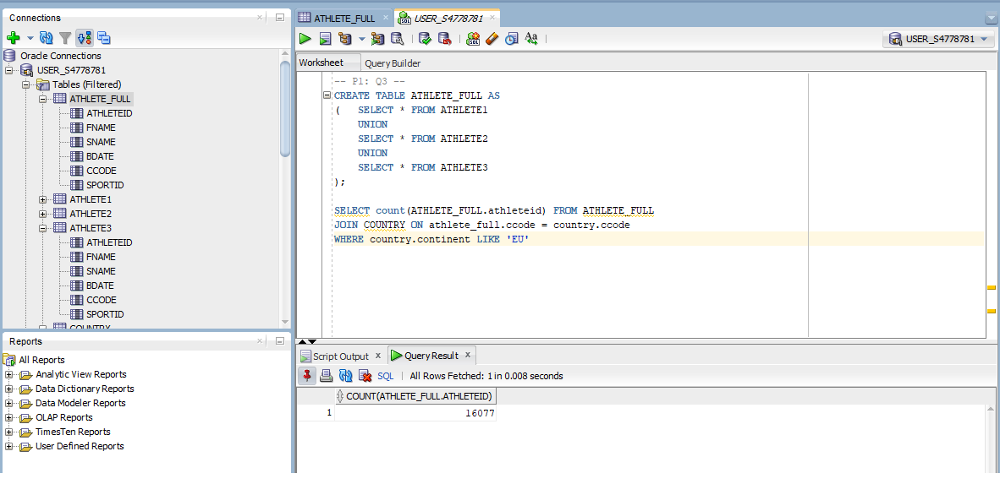 Connections
Oracle Connections
USER_S4778781
Tables (Filtered)
ATHLETE_FULL
ATHLETEID
FNAME
SNAME
BDATE
CCODE
SPORTID
ATHLETE1
ATHLETE2
ATHLETE3
ATHLETEID
FNAME
SNAME
BDATE
CCODE
SPORTID
COUNTRY
Reports
All Reports
Analytic View Reports
Data Dictionary Reports
Data Modeler Reports
OLAP Reports
TimesTen Reports
User Defined Reports
ATHLETE_FULL
USER_S4778781
SQL
Aa
USER_S4778781
Worksheet Query Builder
-- P1: Q3 --
CREATE TABLE ATHLETE_FULL AS
( SELECT * FROM ATHLETE1
UNION
SELECT * FROM ATHLETE2
UNION
SELECT * FROM ATHLETE3
);
SELECT count(ATHLETE_FULL.athleteid) FROM ATHLETE_FULL
JOIN COUNTRY ON athlete_full.ccode = country.ccode
WHERE country.continent LIKE 'EU'
Script Output x Query Result x
SQL | All Rows Fetched: 1 in 0.008 seconds
COUNT(ATHLETE_FULL.ATHLETEID)
1 16077